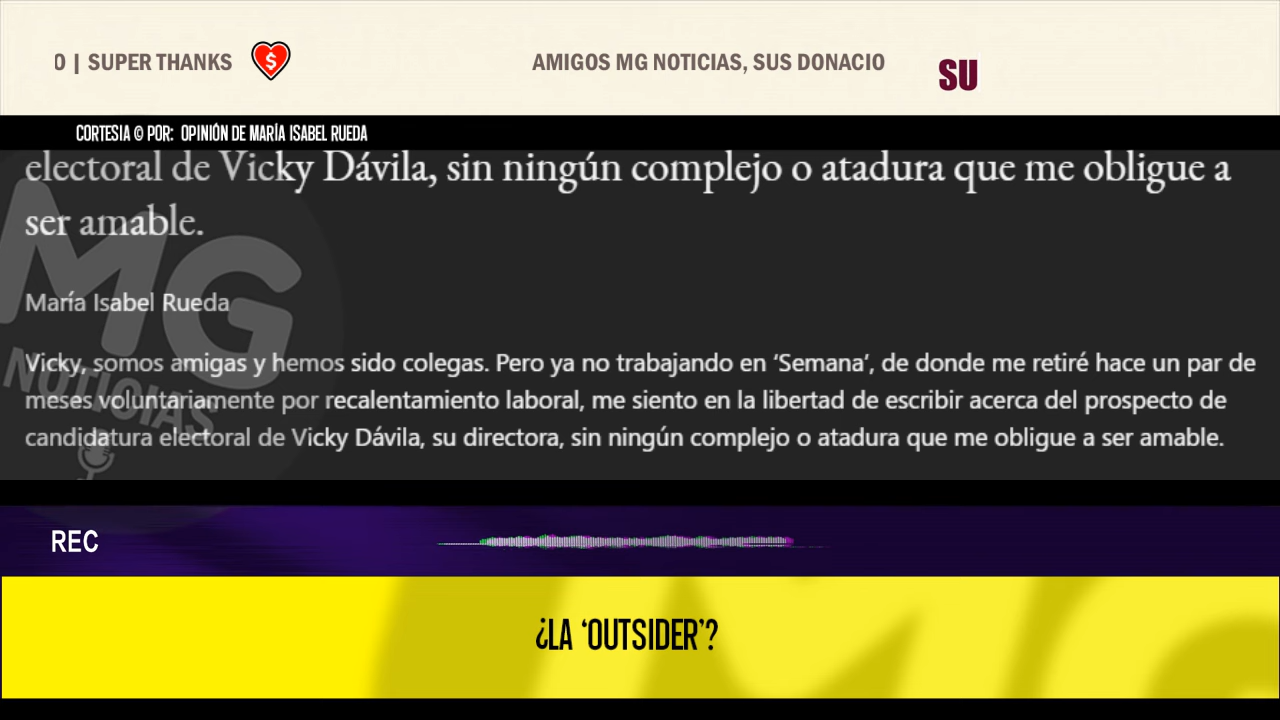 0 | SUPER THANKS $ AMIGOS MG NOTICIAS, SUS DONACIO SU
CORTESIA © POR: OPINIÓN DE MARÍA ISABEL RUEDA
electoral de Vicky Dávila, sin ningún complejo o atadura que me obligue a
ser amable.
MG
NOTICIAS
María Isabel Rueda
Vicky, somos amigas y hemos sido colegas. Pero ya no trabajando en ‘Semana’, de donde me retiré hace un par de
meses voluntariamente por recalentamiento laboral, me siento en la libertad de escribir acerca del prospecto de
candidatura electoral de Vicky Dávila, su directora, sin ningún complejo o atadura que me obligue a ser amable.
REC
¿LA ‘OUTSIDER’?